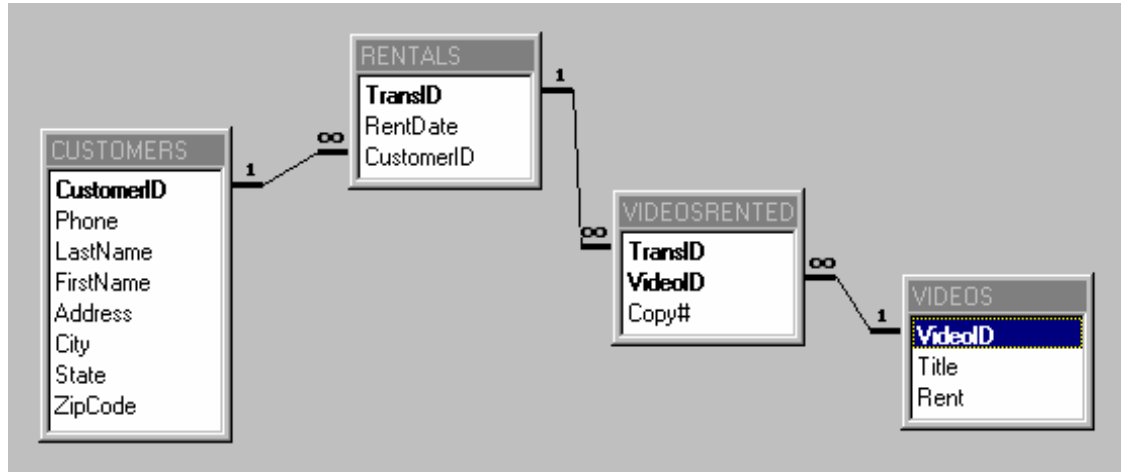 CUSTOMERS
CustomerID
Phone
LastName
FirstName
Address
City
State
ZipCode
1
∞
RENTALS
TransID
RentDate
CustomerID
1
∞
VIDEOSRENTED
TransID
VideoID
Copy#
∞
1
VIDEOS
VideoID
Title
Rent